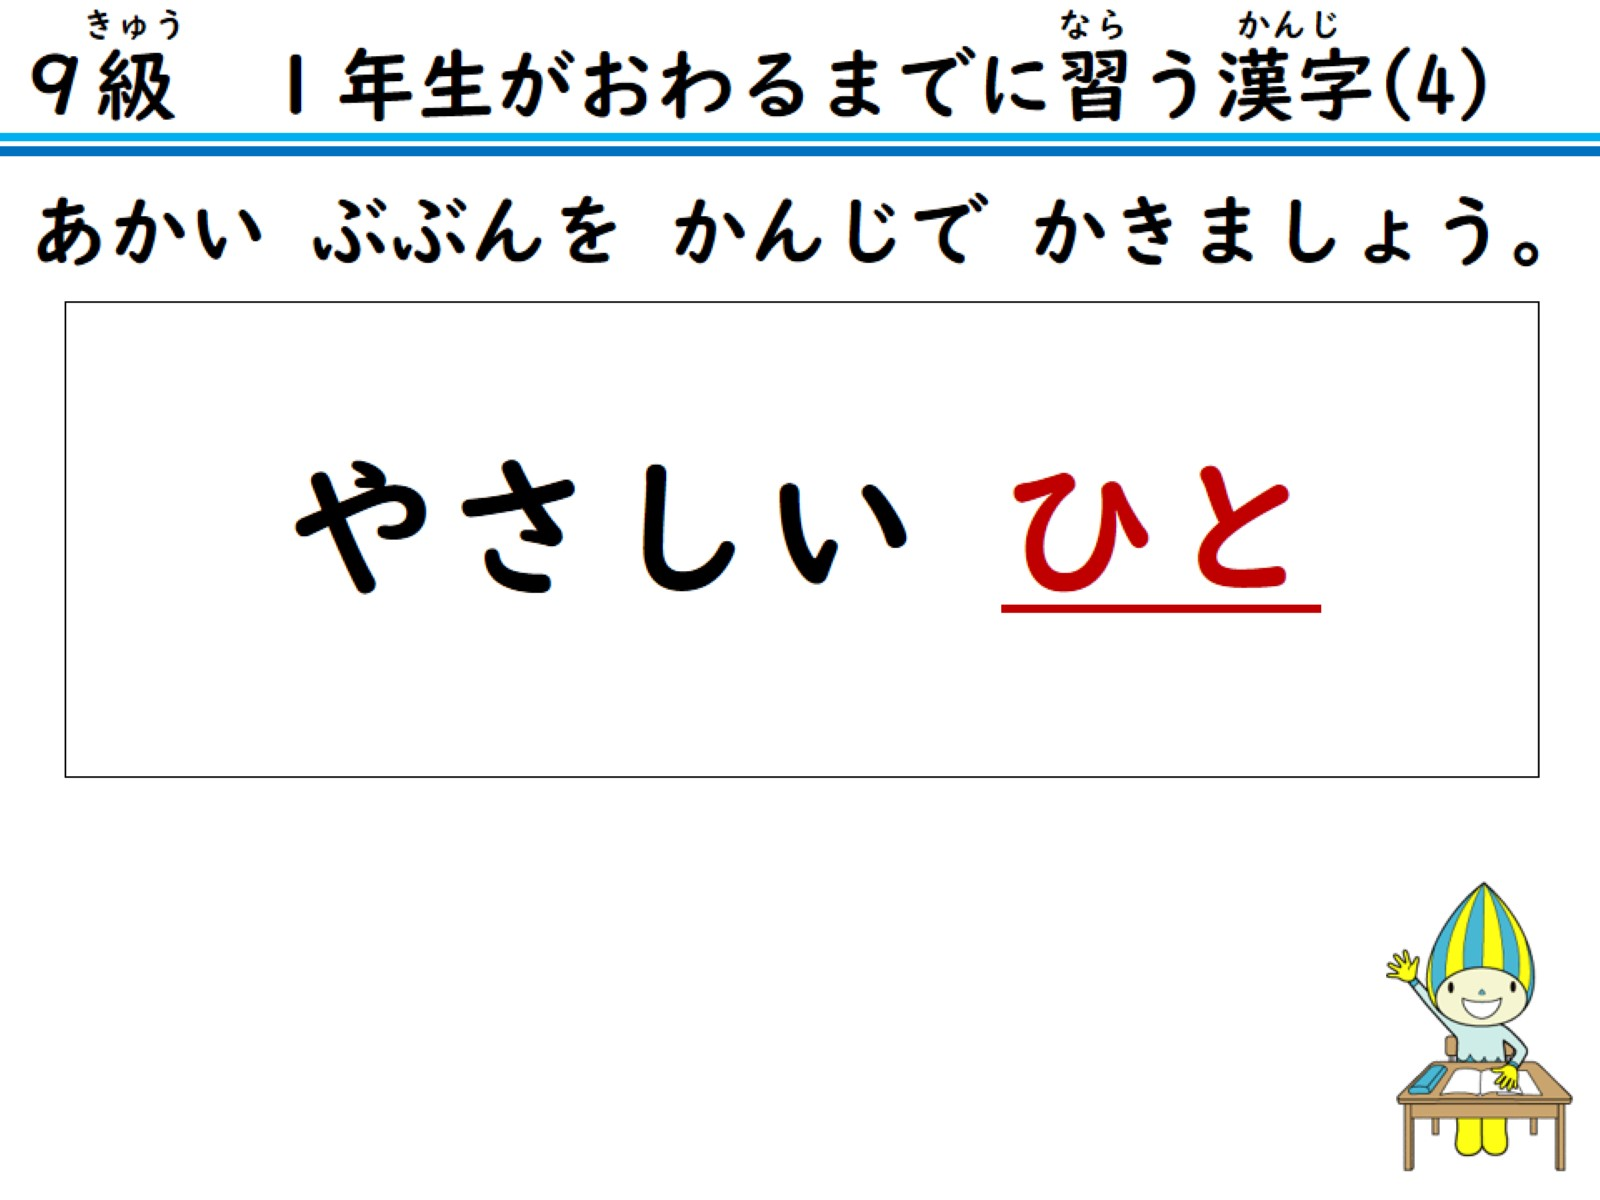 きゅう なら かんじ
9級 1年生がおわるまでに習う漢字(4)
あかい ぶぶんを かんじで かきましょう。
やさしい ひと